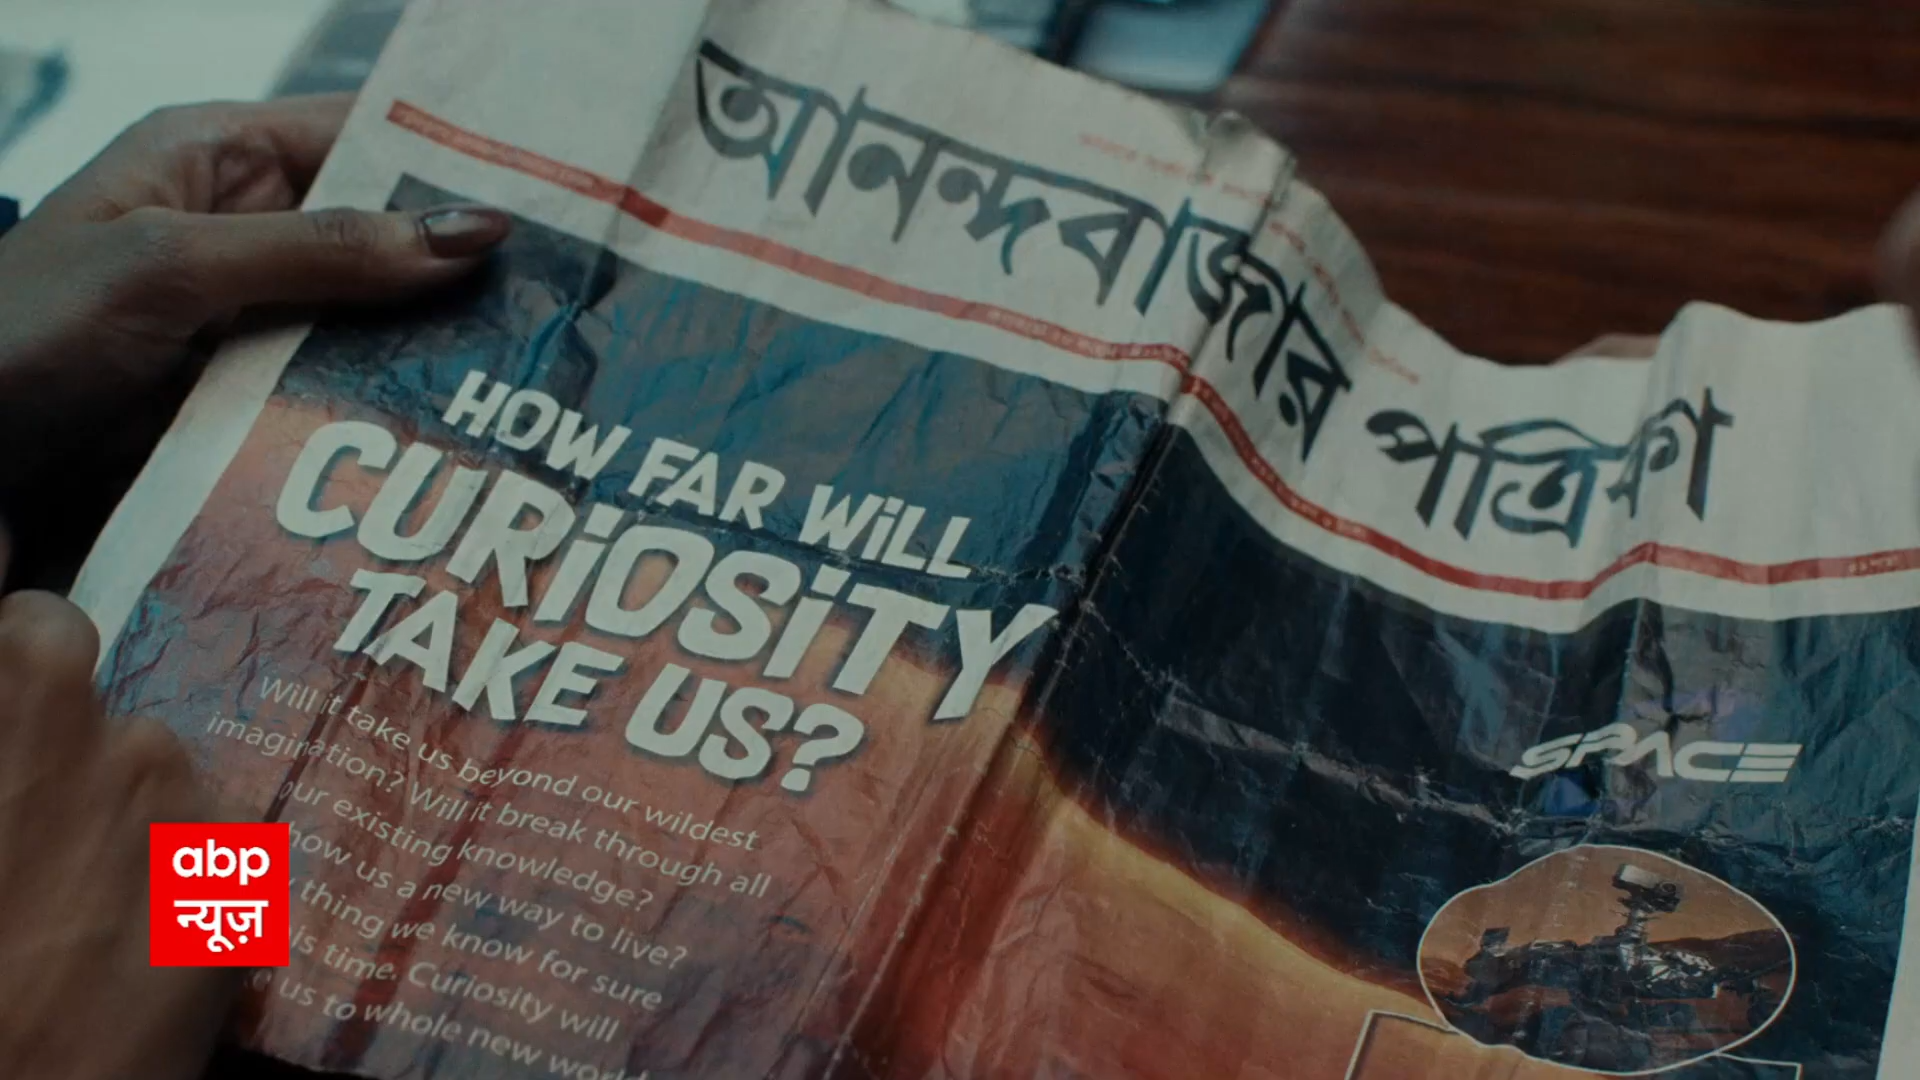 আনন্দবাজার পত্রিকা
HOW FAR WiLL
CURiOSiTY
TAKE US?
Will it take us beyond our wildest
imagination? Will it break through all
our existing knowledge?
how us a new way to live?
thing we know for sure
is time. Curiosity will
us to whole new world
SPACE
abp
न्यूज़